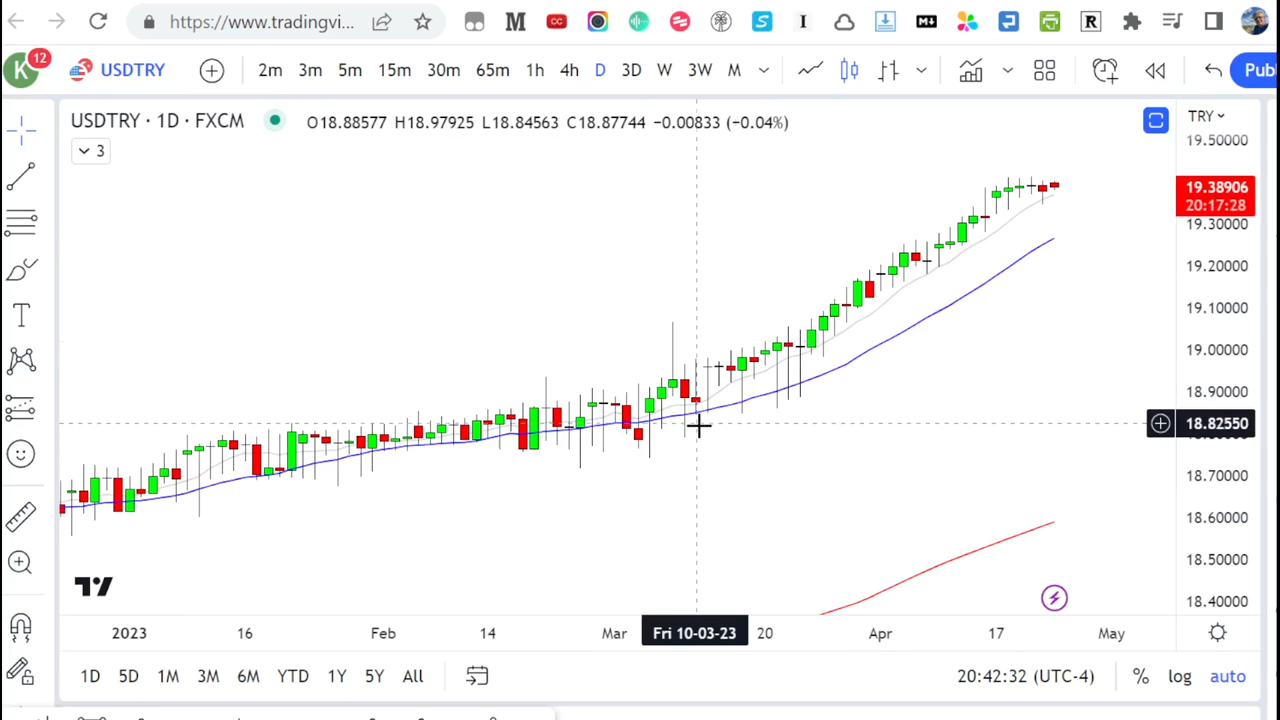 https://www.tradingvi...
M CC S I M↓ R
K 12 USDTRY 2m 3m 5m 15m 30m 65m 1h 4h D 3D W 3W M Publ
USDTRY · 1D · FXCM O18.88577 H18.97925 L18.84563 C18.87744 −0.00833 (−0.04%) TRY
3
19.50000
19.38906
20:17:28
19.30000
19.20000
19.10000
19.00000
18.90000
18.82550
18.70000
18.60000
18.50000
18.40000
T
2023 16 Feb 14 Mar Fri 10-03-23 20 Apr 17 May
1D 5D 1M 3M 6M YTD 1Y 5Y All 20:42:32 (UTC-4) % log auto